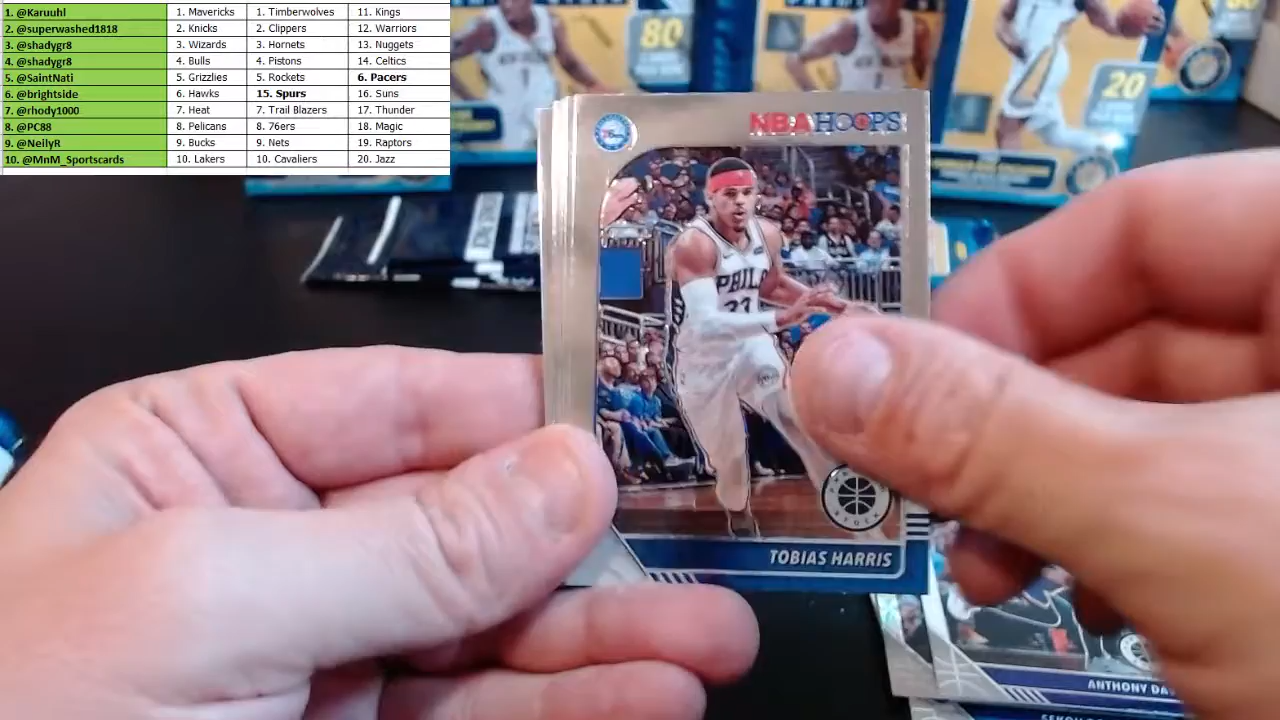 1. @Karuuhl 1. Mavericks 1. Timberwolves 11. Kings
2. @superwashed1818 2. Knicks 2. Clippers 12. Warriors
3. @shadygr8 3. Wizards 3. Hornets 13. Nuggets
4. @shadygr8 4. Bulls 4. Pistons 14. Celtics
5. @SaintNati 5. Grizzlies 5. Rockets 6. Pacers
6. @brightside 6. Hawks 15. Spurs 16. Suns
7. @rhody1000 7. Heat 7. Trail Blazers 17. Thunder
8. @PC88 8. Pelicans 8. 76ers 18. Magic
9. @NeilyR 9. Bucks 9. Nets 19. Raptors
10. @MnM_Sportscards 10. Lakers 10. Cavaliers 20. Jazz
80
20
NBA HOOPS
PHILA
33
STOCK
TOBIAS HARRIS
ANTHONY